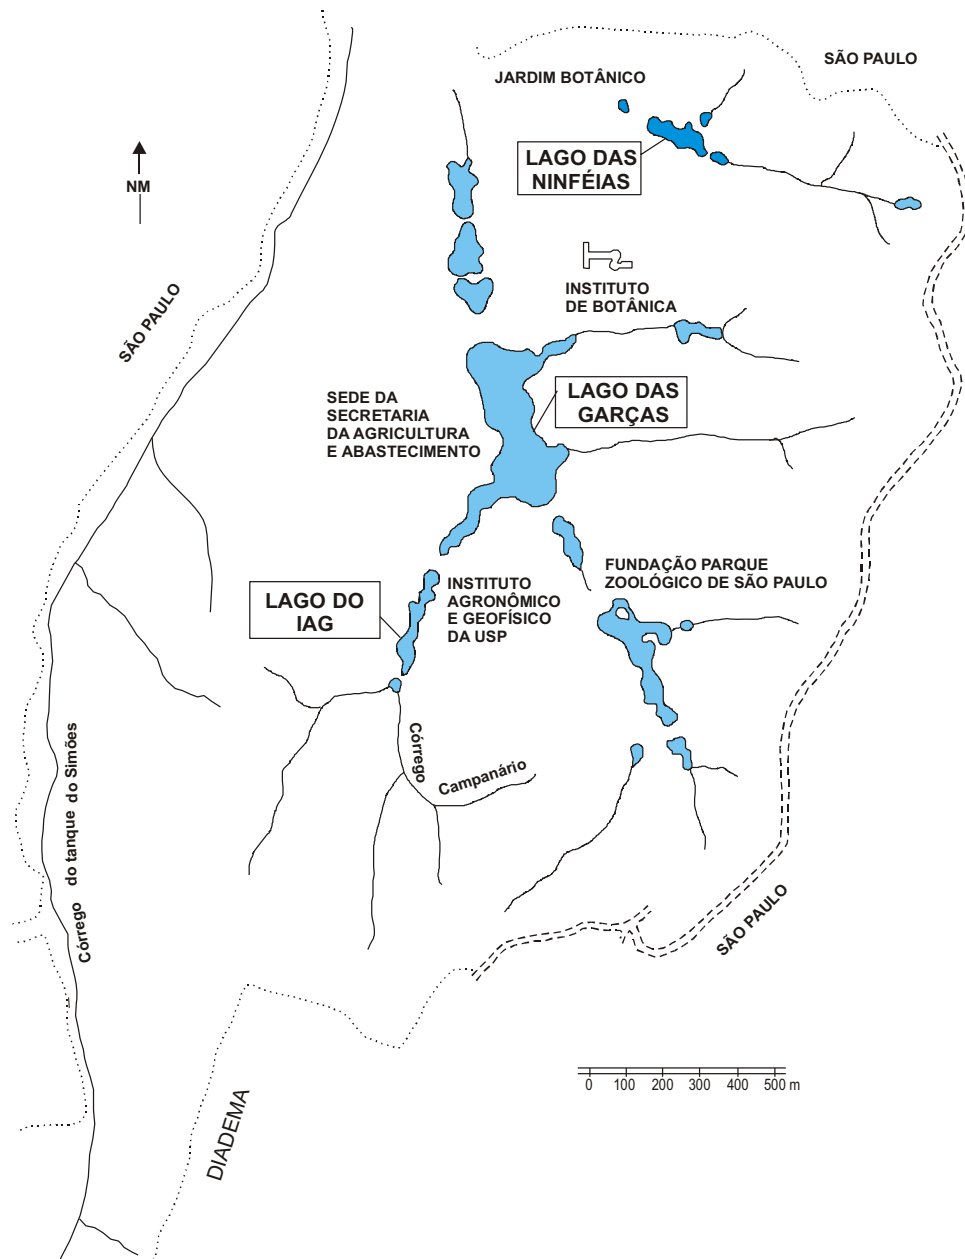 SÃO PAULO
JARDIM BOTÂNICO
LAGO DAS
NINFÉIAS
NM
INSTITUTO
DE BOTÂNICA
SÃO PAULO
LAGO DAS
GARÇAS
SEDE DA
SECRETARIA
DA AGRICULTURA
E ABASTECIMENTO
FUNDAÇÃO PARQUE
ZOOLÓGICO DE SÃO PAULO
LAGO DO
IAG
INSTITUTO
AGRONÔMICO
E GEOFÍSICO
DA USP
Córrego do tanque do Simões
Córrego Campanário
SÃO PAULO
DIADEMA
0 100 200 300 400 500 m